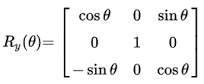 R_y(θ)= [ cos θ 0 sin θ
0 1 0
− sin θ 0 cos θ ]